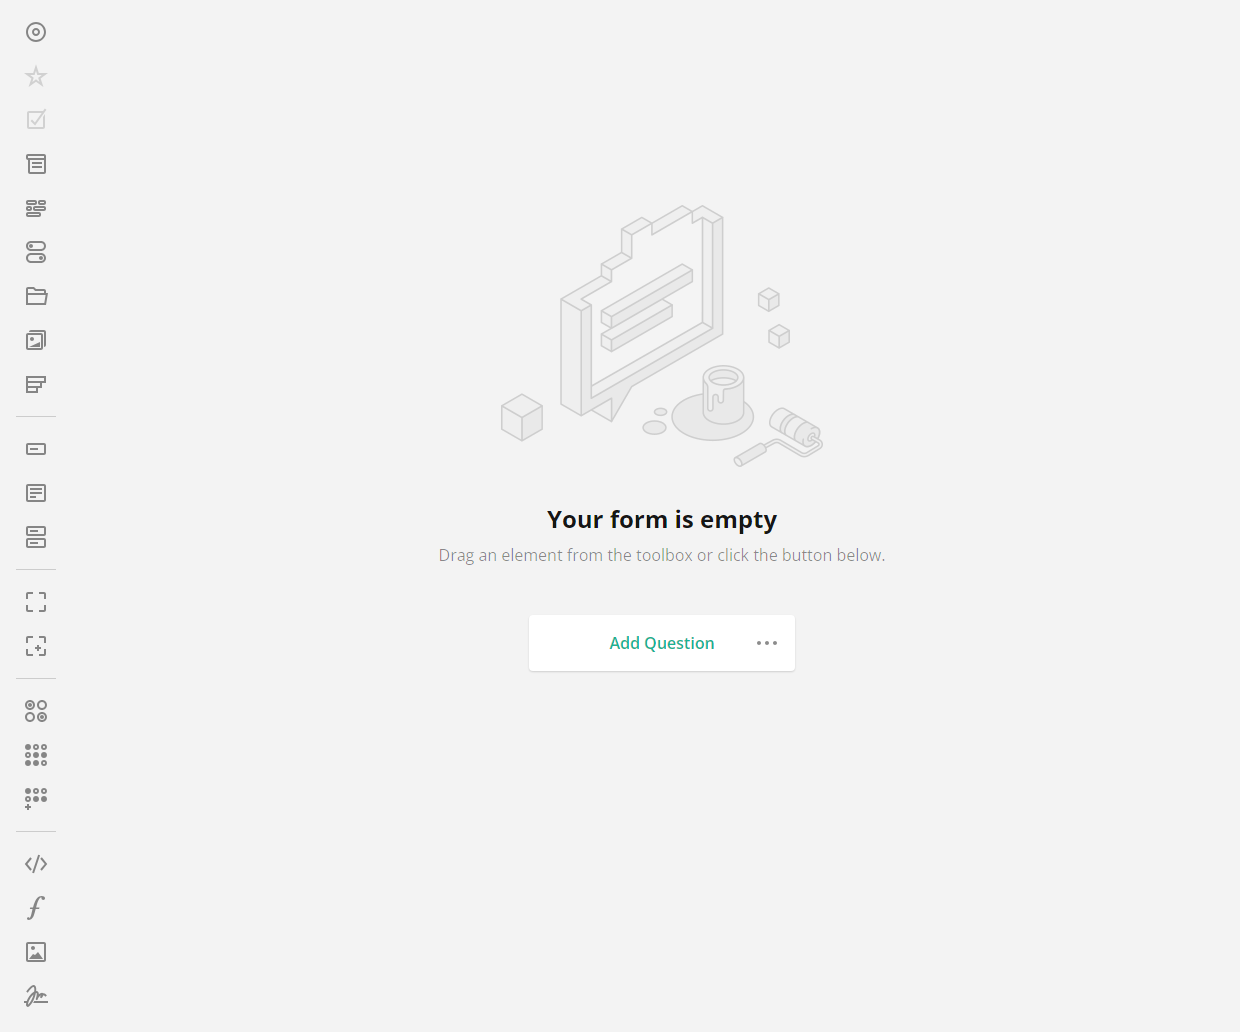 Your form is empty
Drag an element from the toolbox or click the button below.
Add Question